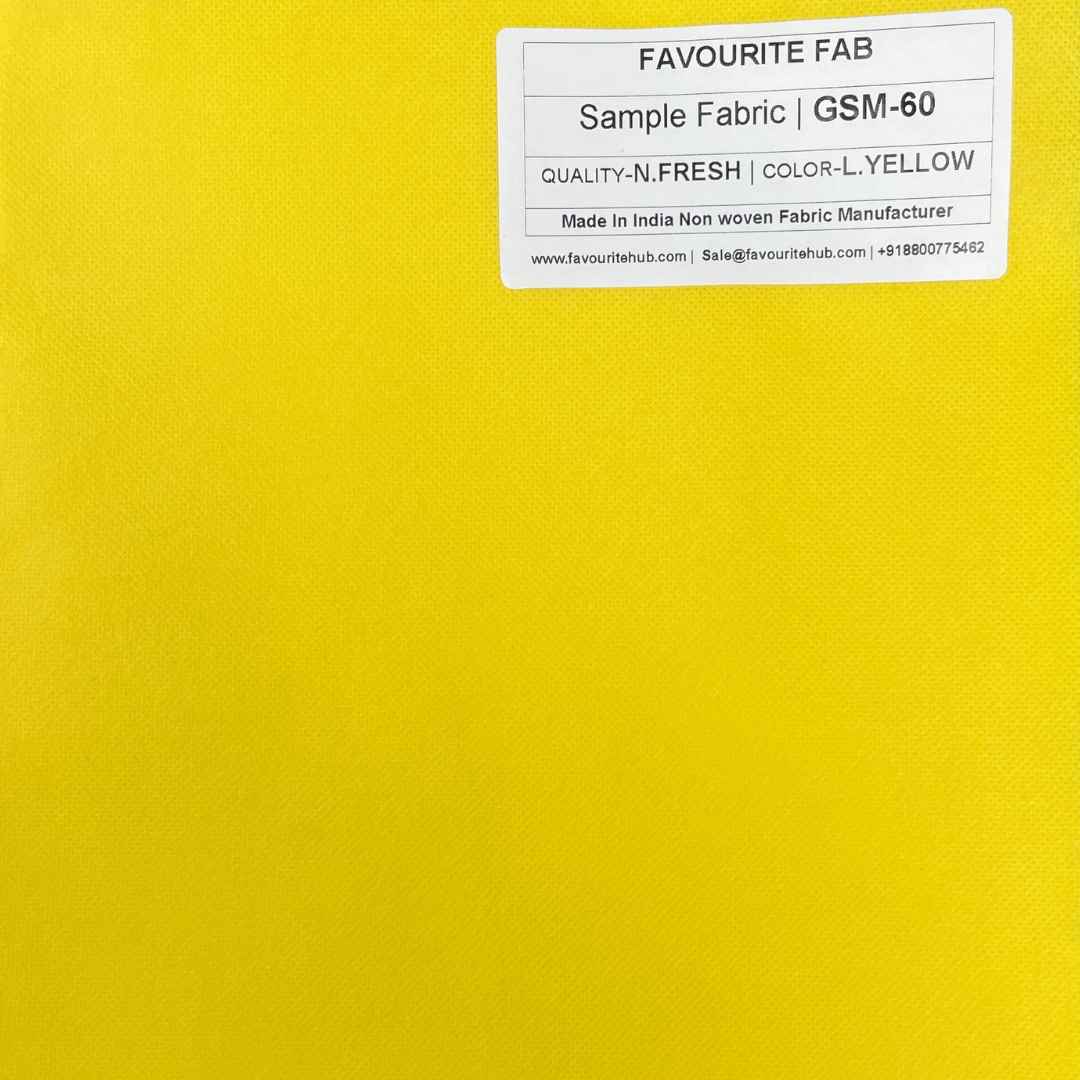 FAVOURITE FAB
Sample Fabric | GSM-60
QUALITY-N.FRESH | COLOR-L.YELLOW
Made In India Non woven Fabric Manufacturer
www.favouritehub.com | Sale@favouritehub.com | +918800775462